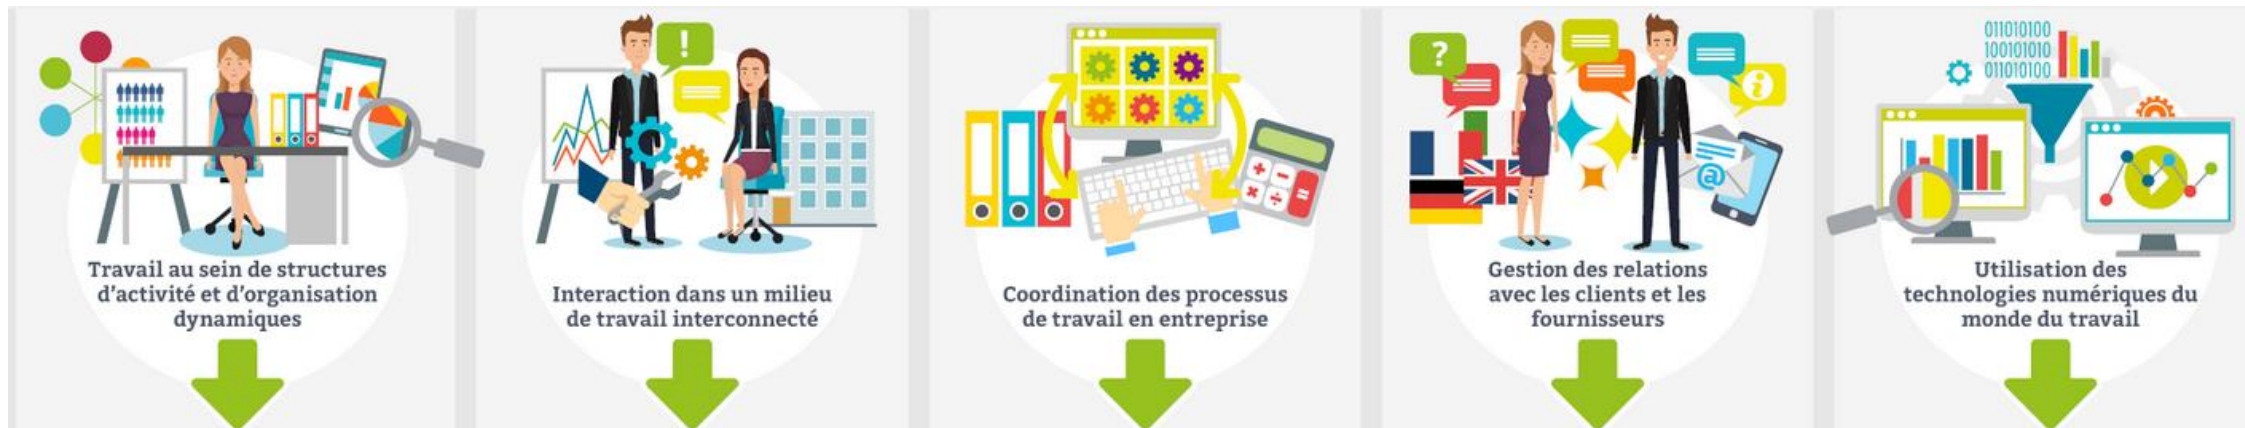 !
?
i
@
011010100
100101010
011010100
Travail au sein de structures
d’activité et d’organisation
dynamiques
Interaction dans un milieu
de travail interconnecté
Coordination des processus
de travail en entreprise
Gestion des relations
avec les clients et les
fournisseurs
Utilisation des
technologies numériques du
monde du travail